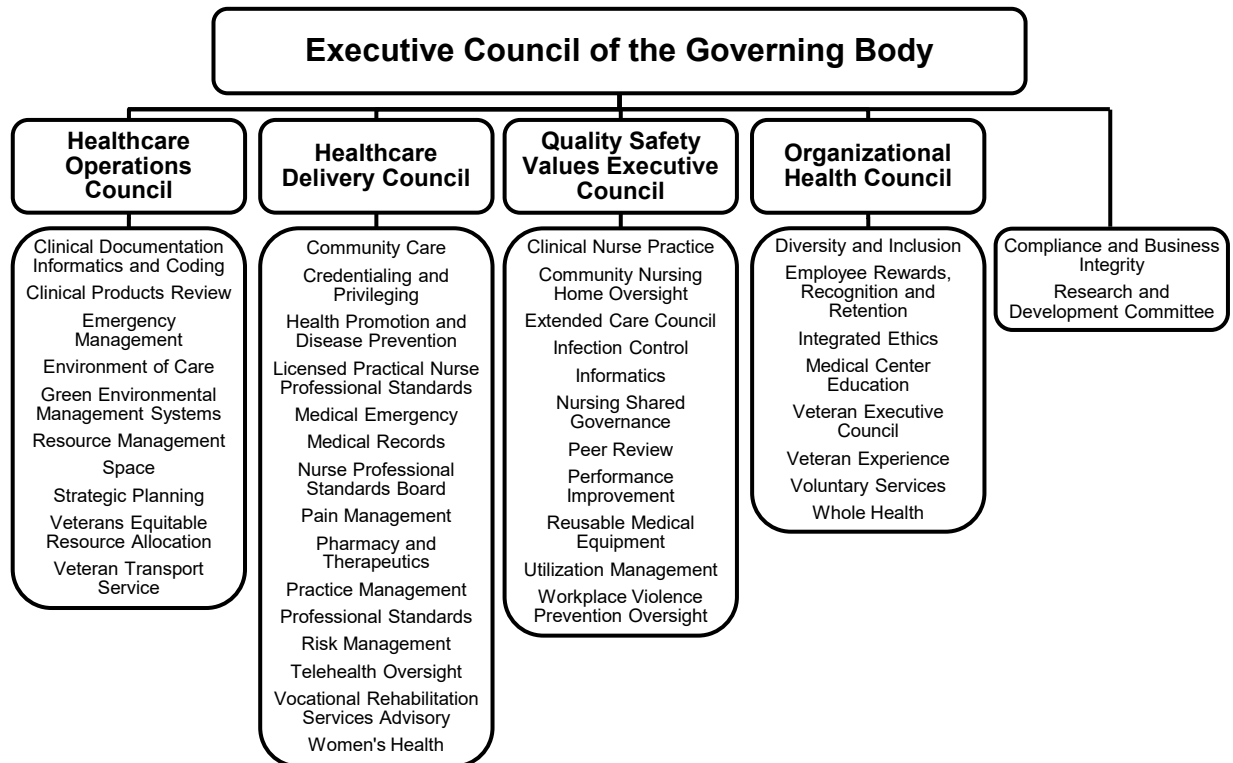 Executive Council of the Governing Body
Healthcare
Operations
Council
Clinical Documentation
Informatics and Coding
Clinical Products Review
Emergency
Management
Environment of Care
Green Environmental
Management Systems
Resource Management
Space
Strategic Planning
Veterans Equitable
Resource Allocation
Veteran Transport
Service
Healthcare
Delivery Council
Community Care
Credentialing and
Privileging
Health Promotion and
Disease Prevention
Licensed Practical Nurse
Professional Standards
Medical Emergency
Medical Records
Nurse Professional
Standards Board
Pain Management
Pharmacy and
Therapeutics
Practice Management
Professional Standards
Risk Management
Telehealth Oversight
Vocational Rehabilitation
Services Advisory
Women's Health
Quality Safety
Values Executive
Council
Clinical Nurse Practice
Community Nursing
Home Oversight
Extended Care Council
Infection Control
Informatics
Nursing Shared
Governance
Peer Review
Performance
Improvement
Reusable Medical
Equipment
Utilization Management
Workplace Violence
Prevention Oversight
Organizational
Health Council
Diversity and Inclusion
Employee Rewards,
Recognition and
Retention
Integrated Ethics
Medical Center
Education
Veteran Executive
Council
Veteran Experience
Voluntary Services
Whole Health
Compliance and Business
Integrity
Research and
Development Committee